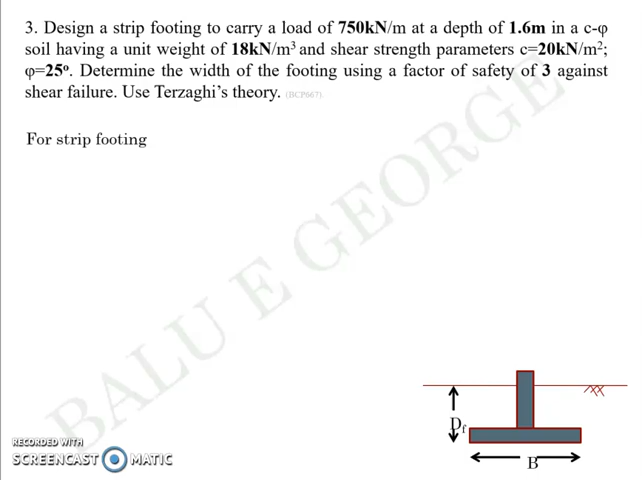 3. Design a strip footing to carry a load of 750kN/m at a depth of 1.6m in a c-φ
soil having a unit weight of 18kN/m³ and shear strength parameters c=20kN/m²;
φ=25º. Determine the width of the footing using a factor of safety of 3 against
shear failure. Use Terzaghi's theory. (BCP667).
For strip footing
BALU E GEORGE
Df
B
RECORDED WITH
SCREENCAST MATIC